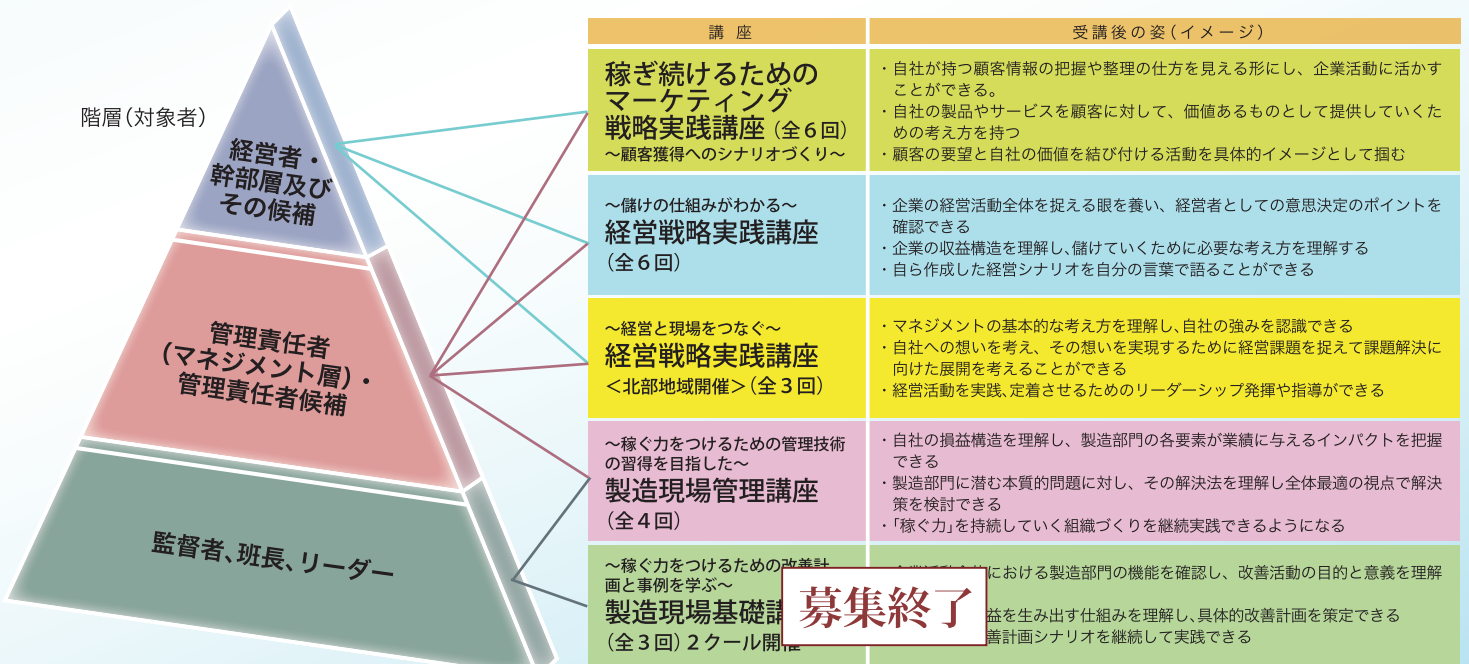 階層（対象者）
経営者・
幹部層及び
その候補
管理責任者
（マネジメント層）・
管理責任者候補
監督者、班長、リーダー
講 座
受講後の姿（イメージ）
稼ぎ続けるための
マーケティング
戦略実践講座（全６回）
～顧客獲得へのシナリオづくり～
・自社が持つ顧客情報の把握や整理の仕方を見える形にし、企業活動に活かす
ことができる。
・自社の製品やサービスを顧客に対して、価値あるものとして提供していくた
めの考え方を持つ
・顧客の要望と自社の価値を結び付ける活動を具体的イメージとして掴む
～儲けの仕組みがわかる～
経営戦略実践講座
（全６回）
・企業の経営活動全体を捉える眼を養い、経営者としての意思決定のポイントを
確認できる
・企業の収益構造を理解し、儲けていくために必要な考え方を理解する
・自ら作成した経営シナリオを自分の言葉で語ることができる
～経営と現場をつなぐ～
経営戦略実践講座
＜北部地域開催＞（全３回）
・マネジメントの基本的な考え方を理解し、自社の強みを認識できる
・自社への想いを考え、その想いを実現するために経営課題を捉えて課題解決に
向けた展開を考えることができる
・経営活動を実践、定着させるためのリーダーシップ発揮や指導ができる
～稼ぐ力をつけるための管理技術
の習得を目指した～
製造現場管理講座
（全４回）
・自社の損益構造を理解し、製造部門の各要素が業績に与えるインパクトを把握
できる
・製造部門に潜む本質的問題に対し、その解決法を理解し全体最適の視点で解決
策を検討できる
・「稼ぐ力」を持続していく組織づくりを継続実践できるようになる
～稼ぐ力をつけるための改善計
画と事例を学ぶ～
製造現場基礎講
（全３回）２クール開催
募集終了
における製造部門の機能を確認し、改善活動の目的と意義を理解
益を生み出す仕組みを理解し、具体的改善計画を策定できる
善計画シナリオを継続して実践できる